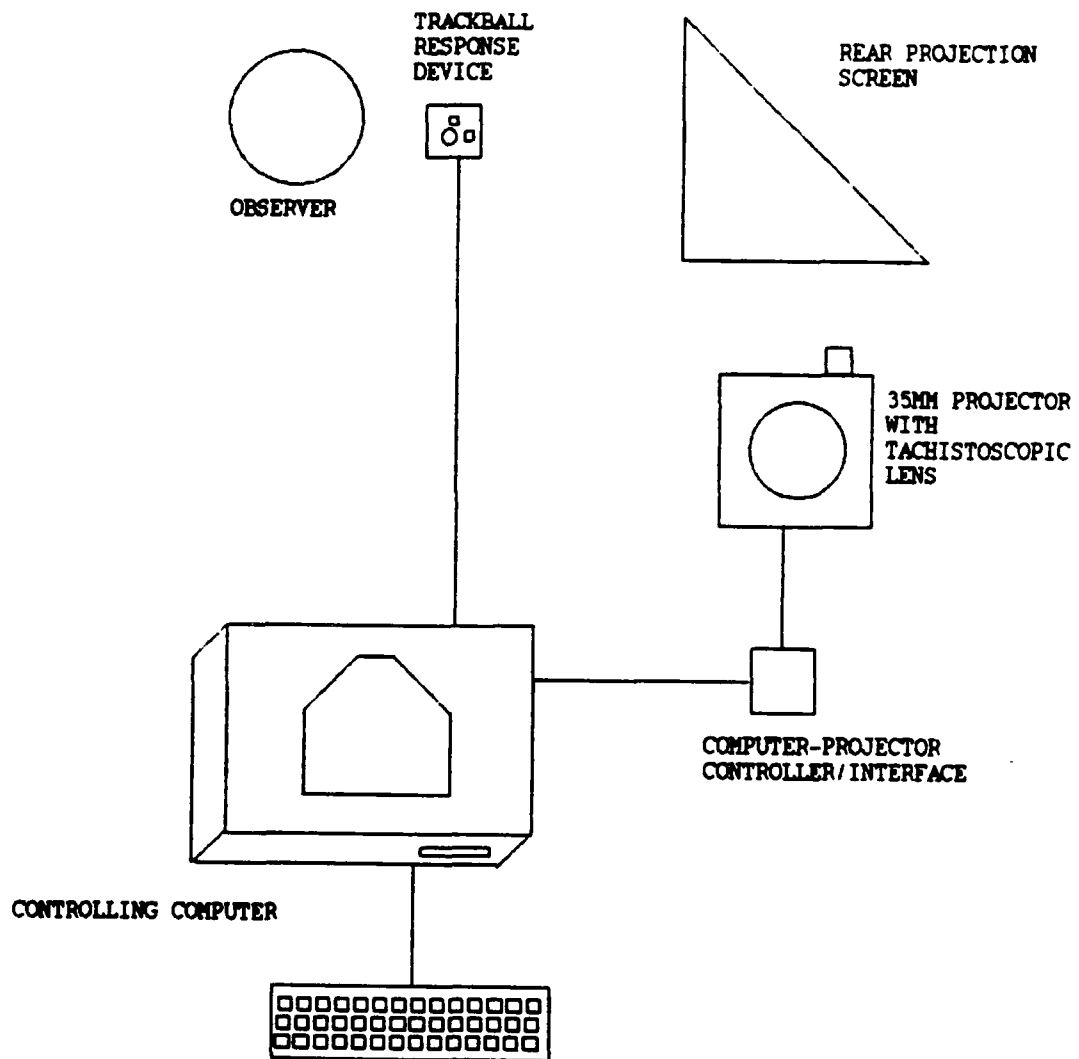 TRACKBALL
RESPONSE
DEVICE
REAR PROJECTION
SCREEN
OBSERVER
35MM PROJECTOR
WITH
TACHISTOSCOPIC
LENS
COMPUTER-PROJECTOR
CONTROLLER/INTERFACE
CONTROLLING COMPUTER